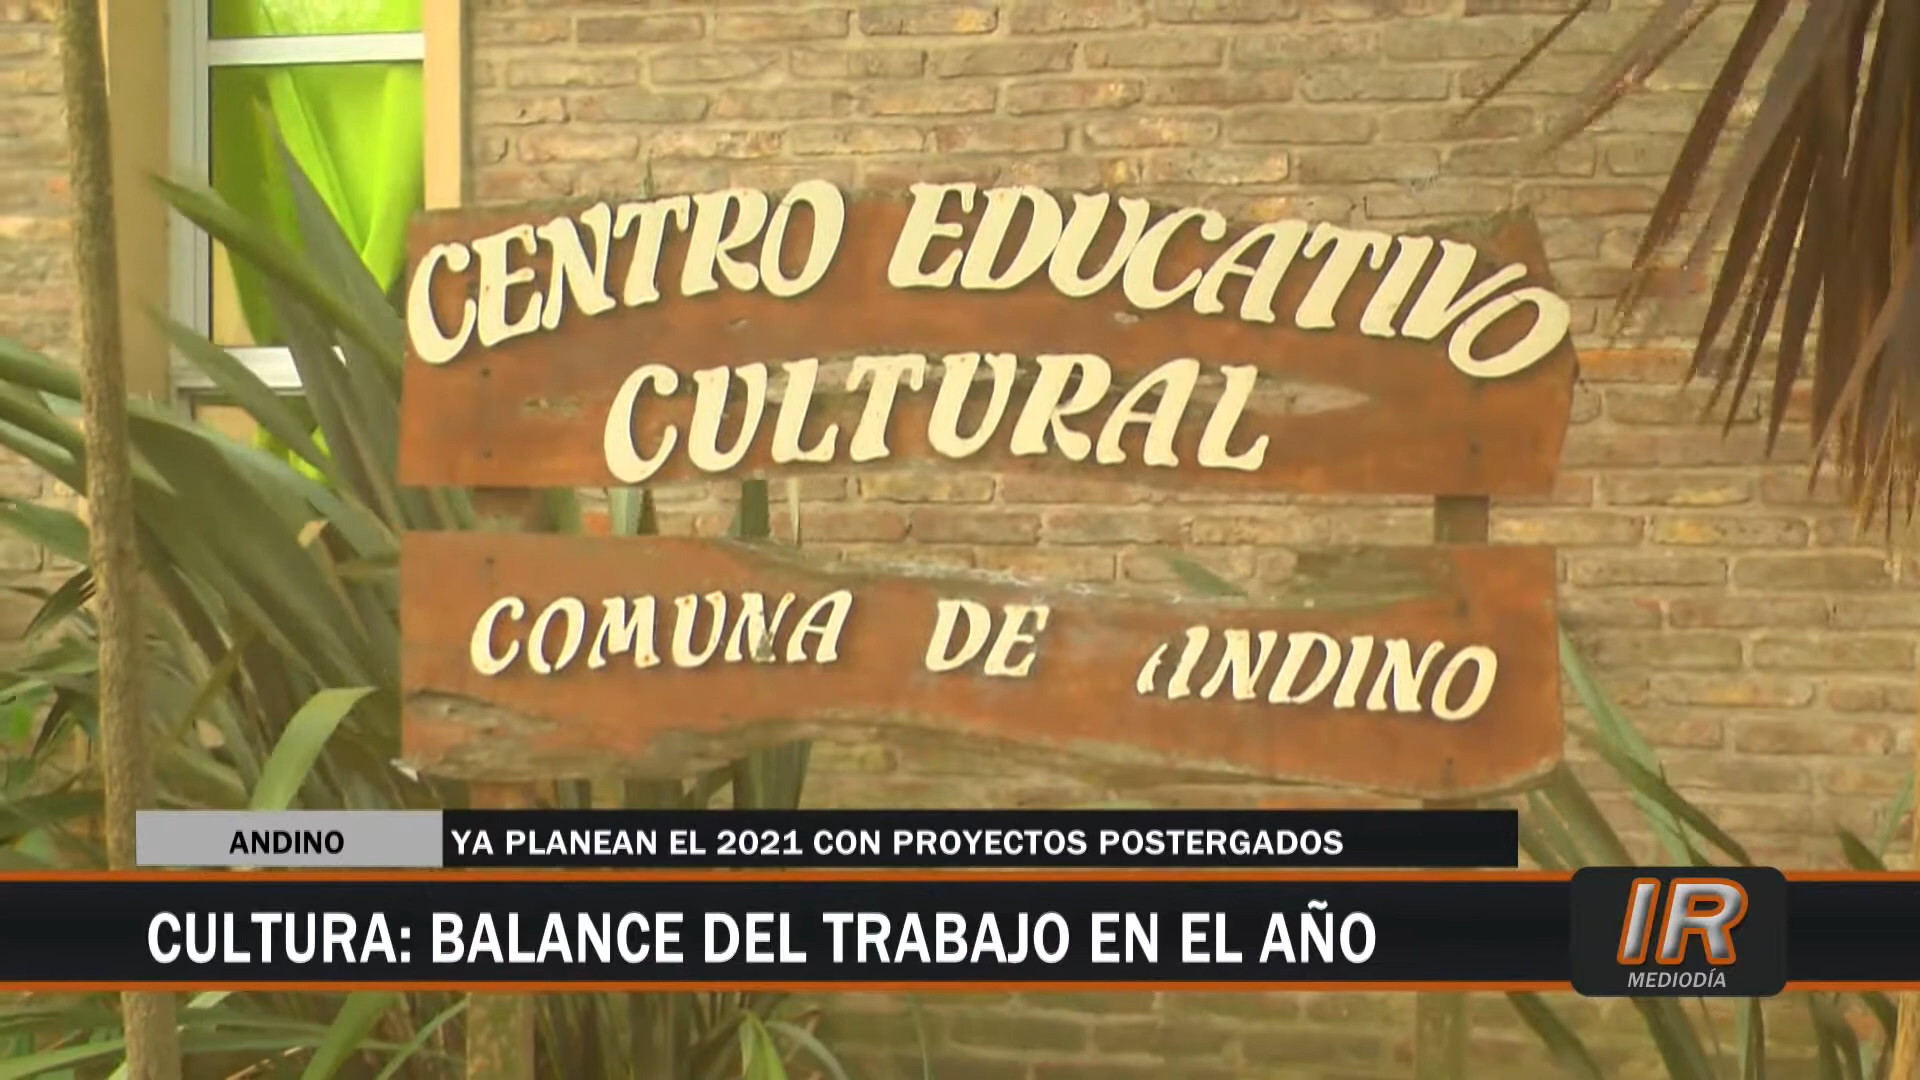 CENTRO EDUCATIVO
CULTURAL
COMUNA DE ANDINO
ANDINO
YA PLANEAN EL 2021 CON PROYECTOS POSTERGADOS
CULTURA: BALANCE DEL TRABAJO EN EL AÑO
IR
MEDIODÍA